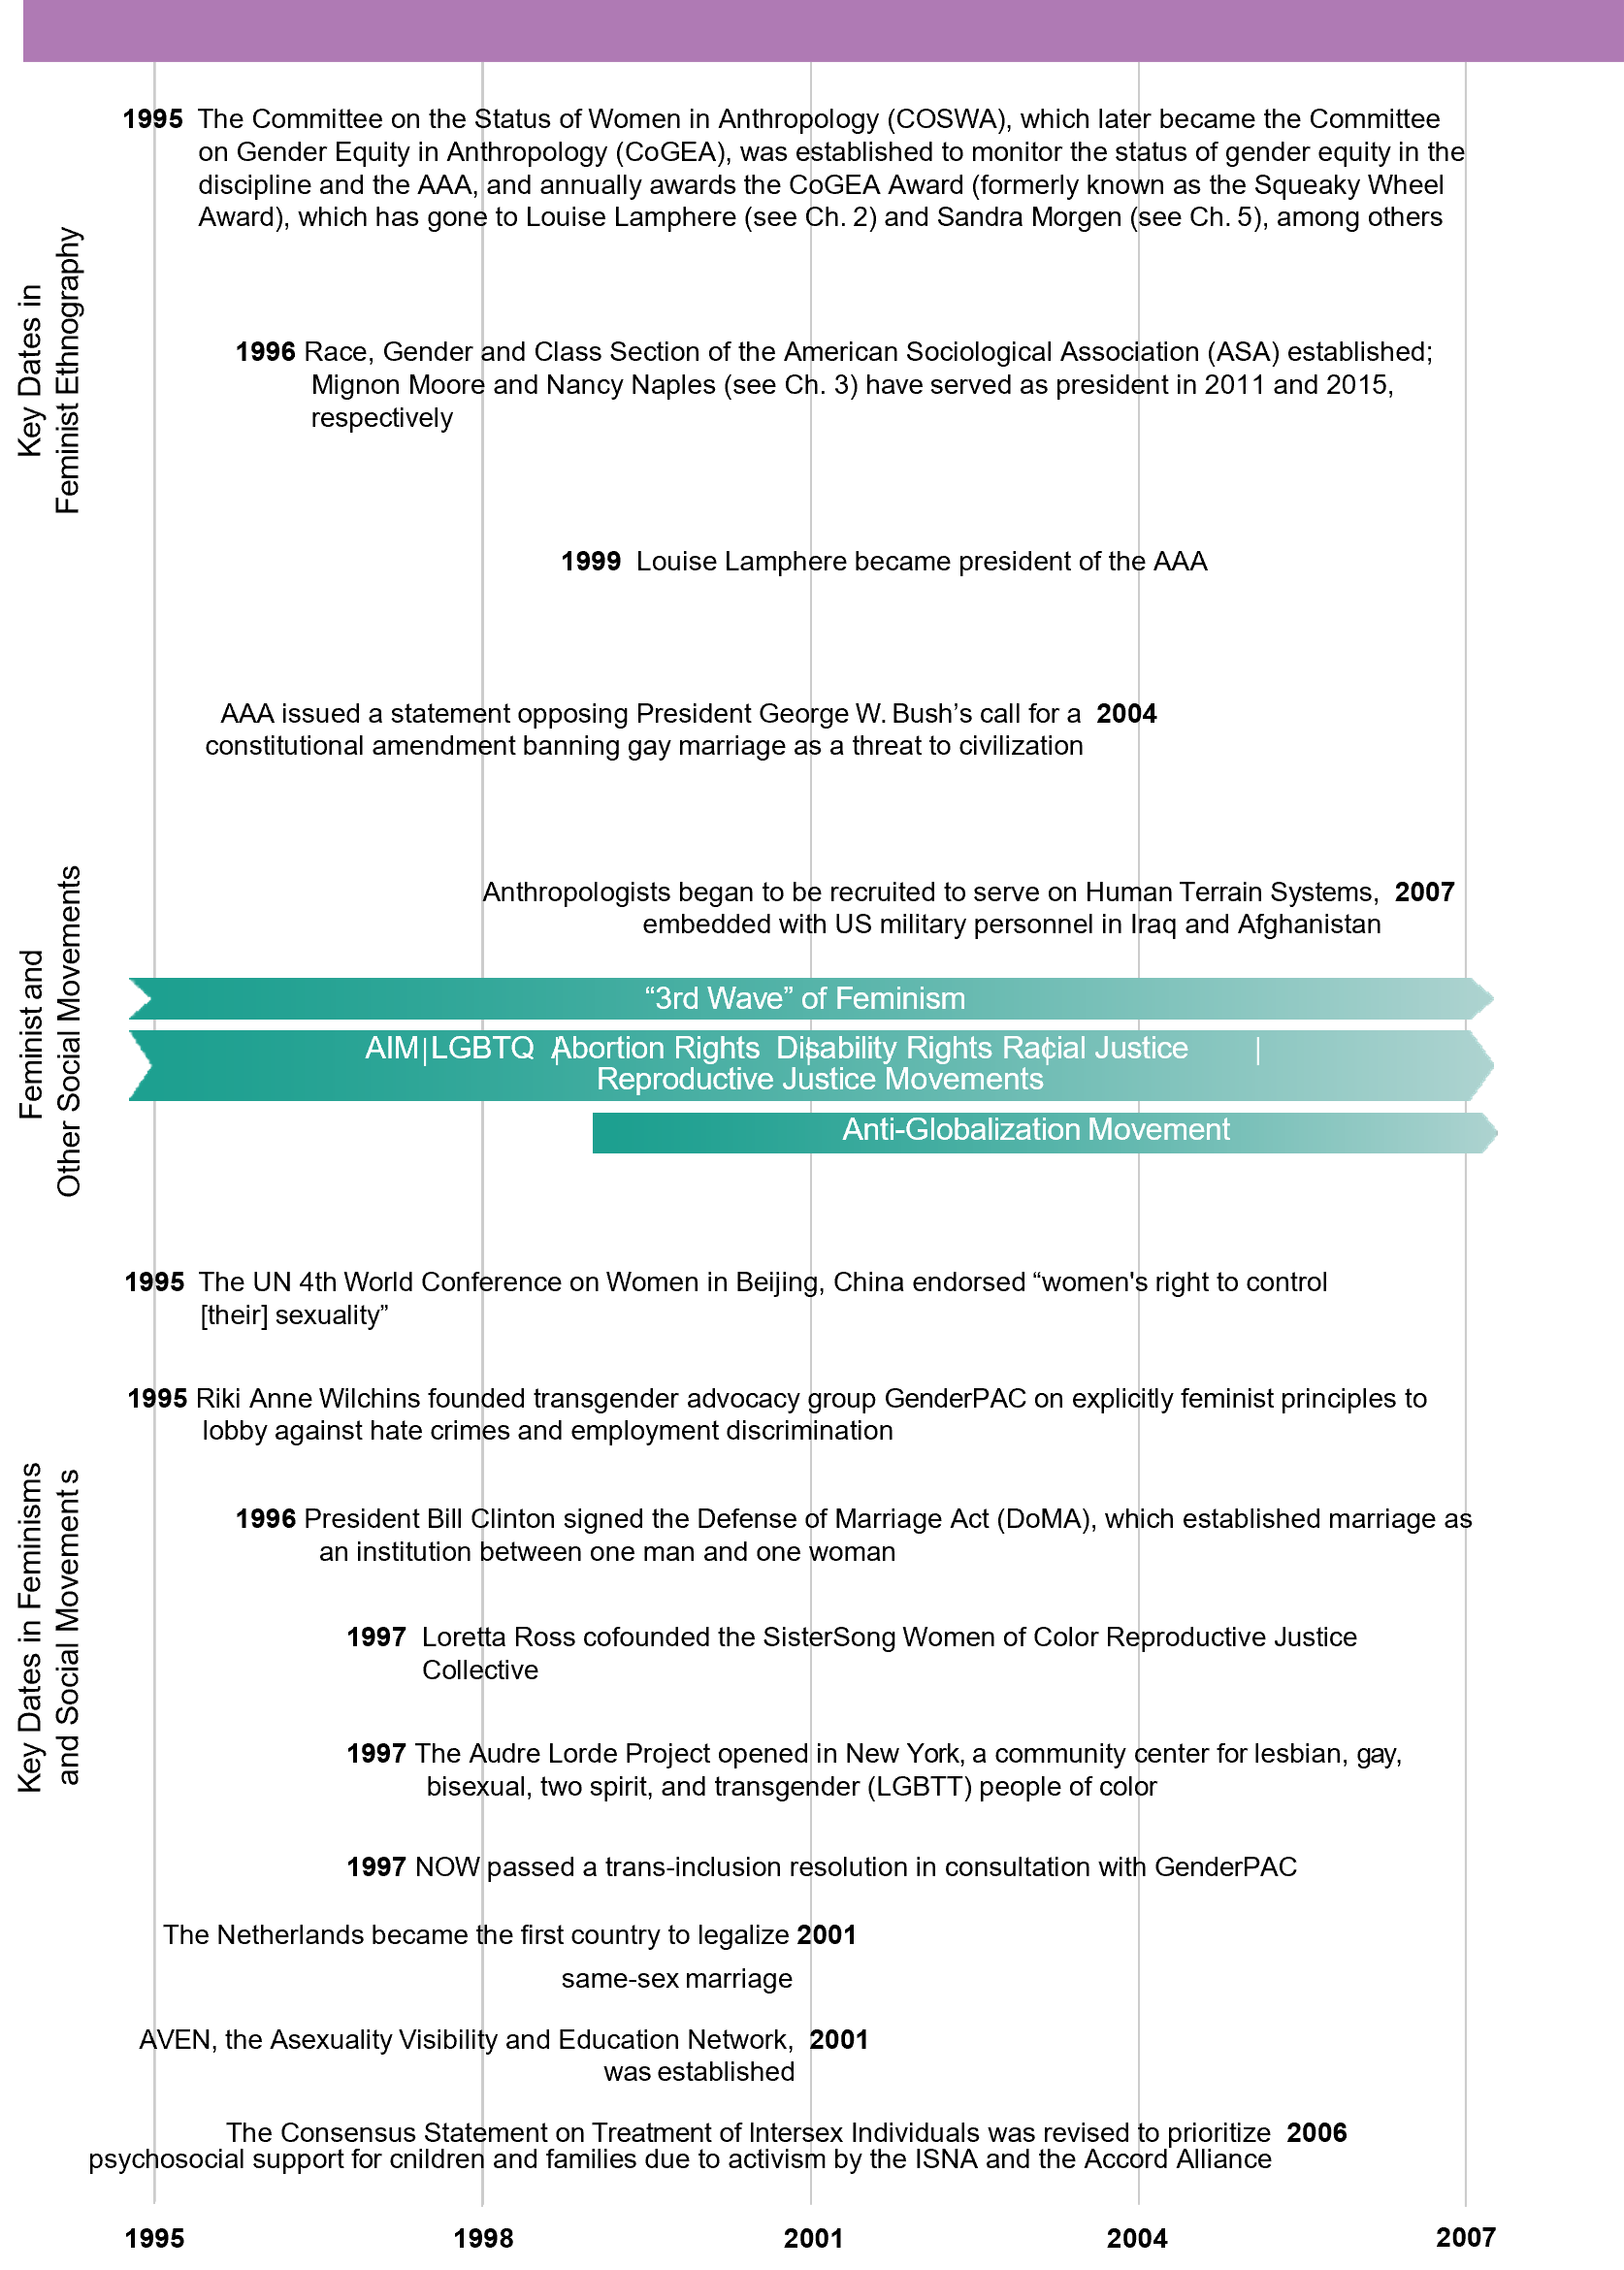 Key Dates in
Feminist Ethnography
1995 The Committee on the Status of Women in Anthropology (COSWA), which later became the Committee
on Gender Equity in Anthropology (CoGEA), was established to monitor the status of gender equity in the
discipline and the AAA, and annually awards the CoGEA Award (formerly known as the Squeaky Wheel
Award), which has gone to Louise Lamphere (see Ch. 2) and Sandra Morgen (see Ch. 5), among others
1996 Race, Gender and Class Section of the American Sociological Association (ASA) established;
Mignon Moore and Nancy Naples (see Ch. 3) have served as president in 2011 and 2015,
respectively
1999 Louise Lamphere became president of the AAA
AAA issued a statement opposing President George W. Bush’s call for a 2004
constitutional amendment banning gay marriage as a threat to civilization
Anthropologists began to be recruited to serve on Human Terrain Systems, 2007
embedded with US military personnel in Iraq and Afghanistan
Feminist and
Other Social Movements
“3rd Wave” of Feminism
AIM|LGBTQ | Abortion Rights | Disability Rights | Racial Justice |
Reproductive Justice Movements
Anti-Globalization Movement
Key Dates in Feminisms
and Social Movements
1995 The UN 4th World Conference on Women in Beijing, China endorsed “women's right to control
[their] sexuality”
1995 Riki Anne Wilchins founded transgender advocacy group GenderPAC on explicitly feminist principles to
lobby against hate crimes and employment discrimination
1996 President Bill Clinton signed the Defense of Marriage Act (DoMA), which established marriage as
an institution between one man and one woman
1997 Loretta Ross cofounded the SisterSong Women of Color Reproductive Justice
Collective
1997 The Audre Lorde Project opened in New York, a community center for lesbian, gay,
bisexual, two spirit, and transgender (LGBTT) people of color
1997 NOW passed a trans-inclusion resolution in consultation with GenderPAC
The Netherlands became the first country to legalize 2001
same-sex marriage
AVEN, the Asexuality Visibility and Education Network, 2001
was established
The Consensus Statement on Treatment of Intersex Individuals was revised to prioritize 2006
psychosocial support for cnildren and families due to activism by the ISNA and the Accord Alliance
1995 1998 2001 2004 2007